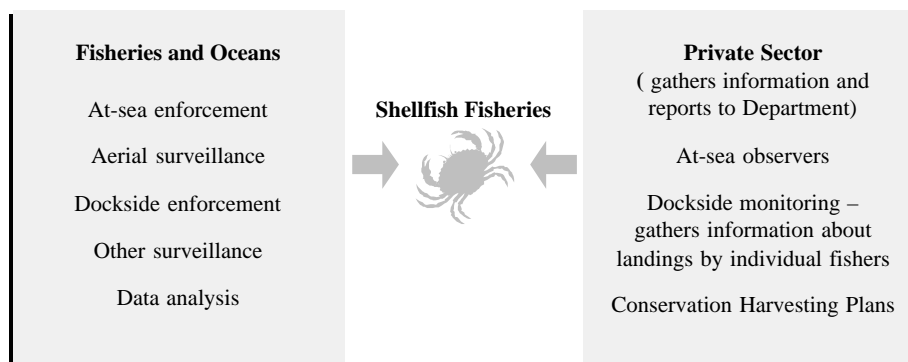 Fisheries and Oceans
At-sea enforcement
Aerial surveillance
Dockside enforcement
Other surveillance
Data analysis
Shellfish Fisheries
Private Sector
( gathers information and
reports to Department)
At-sea observers
Dockside monitoring –
gathers information about
landings by individual fishers
Conservation Harvesting Plans